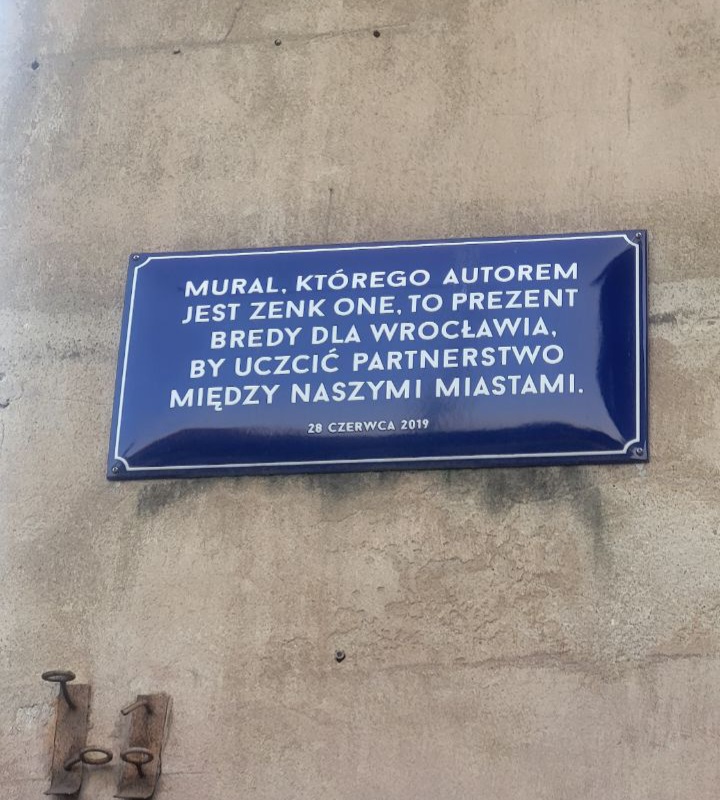 MURAL, KTÓREGO AUTOREM
JEST ZENK ONE, TO PREZENT
BREDY DLA WROCŁAWIA,
BY UCZCIĆ PARTNERSTWO
MIĘDZY NASZYMI MIASTAMI.
28 CZERWCA 2019